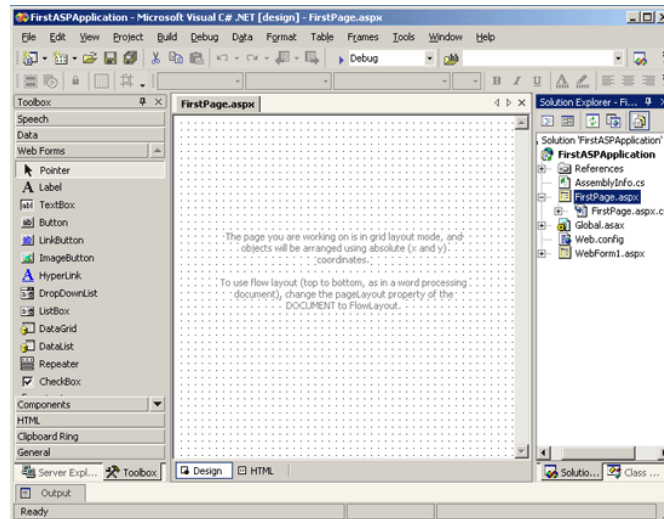 FirstASPApplication - Microsoft Visual C# .NET [design] - FirstPage.aspx
File Edit View Project Build Debug Data Format Table Frames Tools Window Help
Debug
B I U
Toolbox
Speech
Data
Web Forms
Pointer
A Label
abl TextBox
ab Button
LinkButton
ImageButton
A HyperLink
DropDownList
ListBox
DataGrid
DataList
Repeater
CheckBox
Components
HTML
Clipboard Ring
General
Server Expl... Toolbox
FirstPage.aspx
The page you are working on is in grid layout mode, and
objects will be arranged using absolute (x and y)
coordinates.
To use flow layout (top to bottom, as in a word processing
document), change the pageLayout property of the
DOCUMENT to FlowLayout.
Design HTML
Solution Explorer - Fi...
Solution 'FirstASPApplication'
FirstASPApplication
References
AssemblyInfo.cs
FirstPage.aspx
FirstPage.aspx.c
Global.asax
Web.config
WebForm1.aspx
Solutio... Class ...
Output
Ready